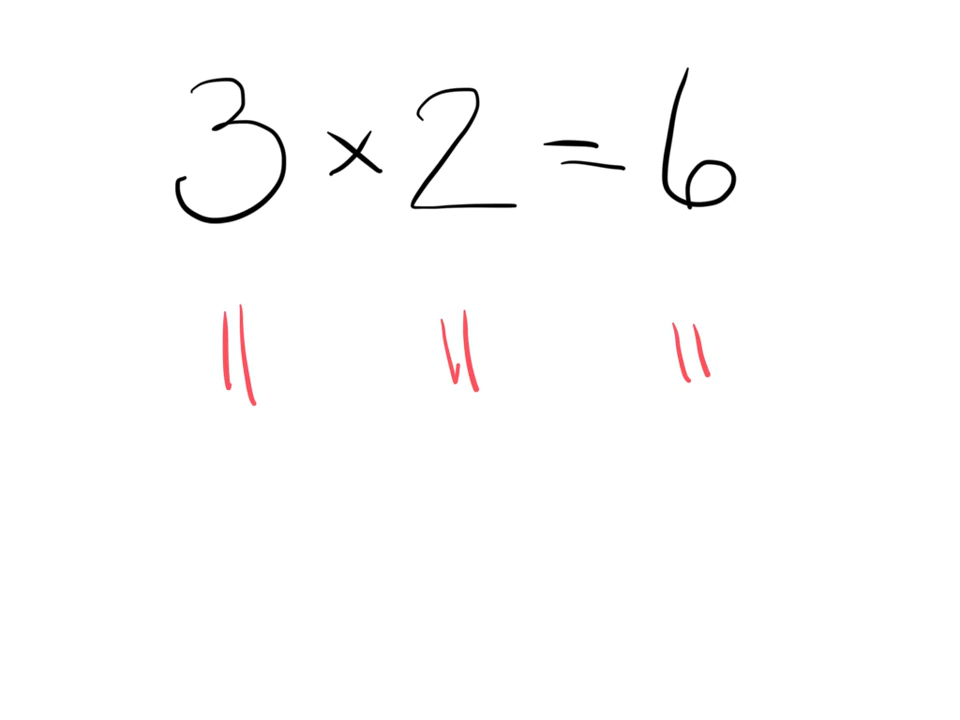 3 × 2 = 6
|| || ||